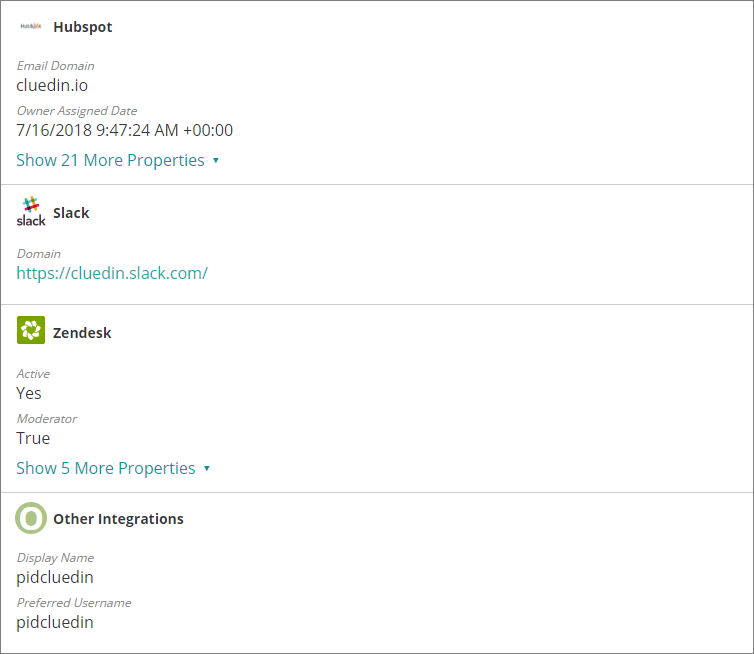 HubSpot
Hubspot
Email Domain
cluedin.io
Owner Assigned Date
7/16/2018 9:47:24 AM +00:00
Show 21 More Properties
slack
Slack
Domain
https://cluedin.slack.com/
Zendesk
Active
Yes
Moderator
True
Show 5 More Properties
Other Integrations
Display Name
pidcluedin
Preferred Username
pidcluedin